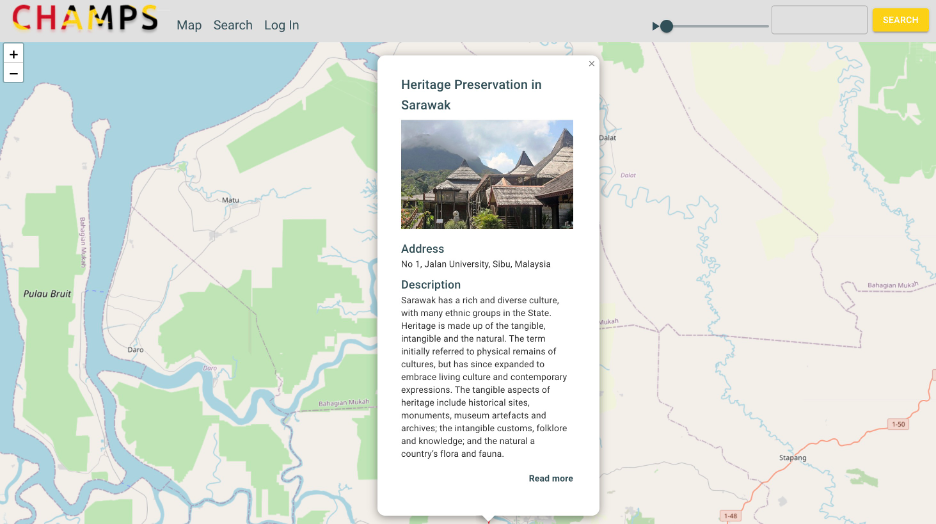 CHAMPS
Map Search Log In
SEARCH
+
−
×
Heritage Preservation in
Sarawak
Address
No 1, Jalan University, Sibu, Malaysia
Description
Sarawak has a rich and diverse culture,
with many ethnic groups in the State.
Heritage is made up of the tangible,
intangible and the natural. The term
initially referred to physical remains of
cultures, but has since expanded to
embrace living culture and contemporary
expressions. The tangible aspects of
heritage include historical sites,
monuments, museum artefacts and
archives; the intangible customs, folklore
and knowledge; and the natural a
country's flora and fauna.
Read more
Matu
Bahagian Mukah
Pulau Bruit
Daro
Daro
Bahagian Mukah
Dalat
Dalat
Bahagian Mukah
Mukah
1-50
Stapang
1-48